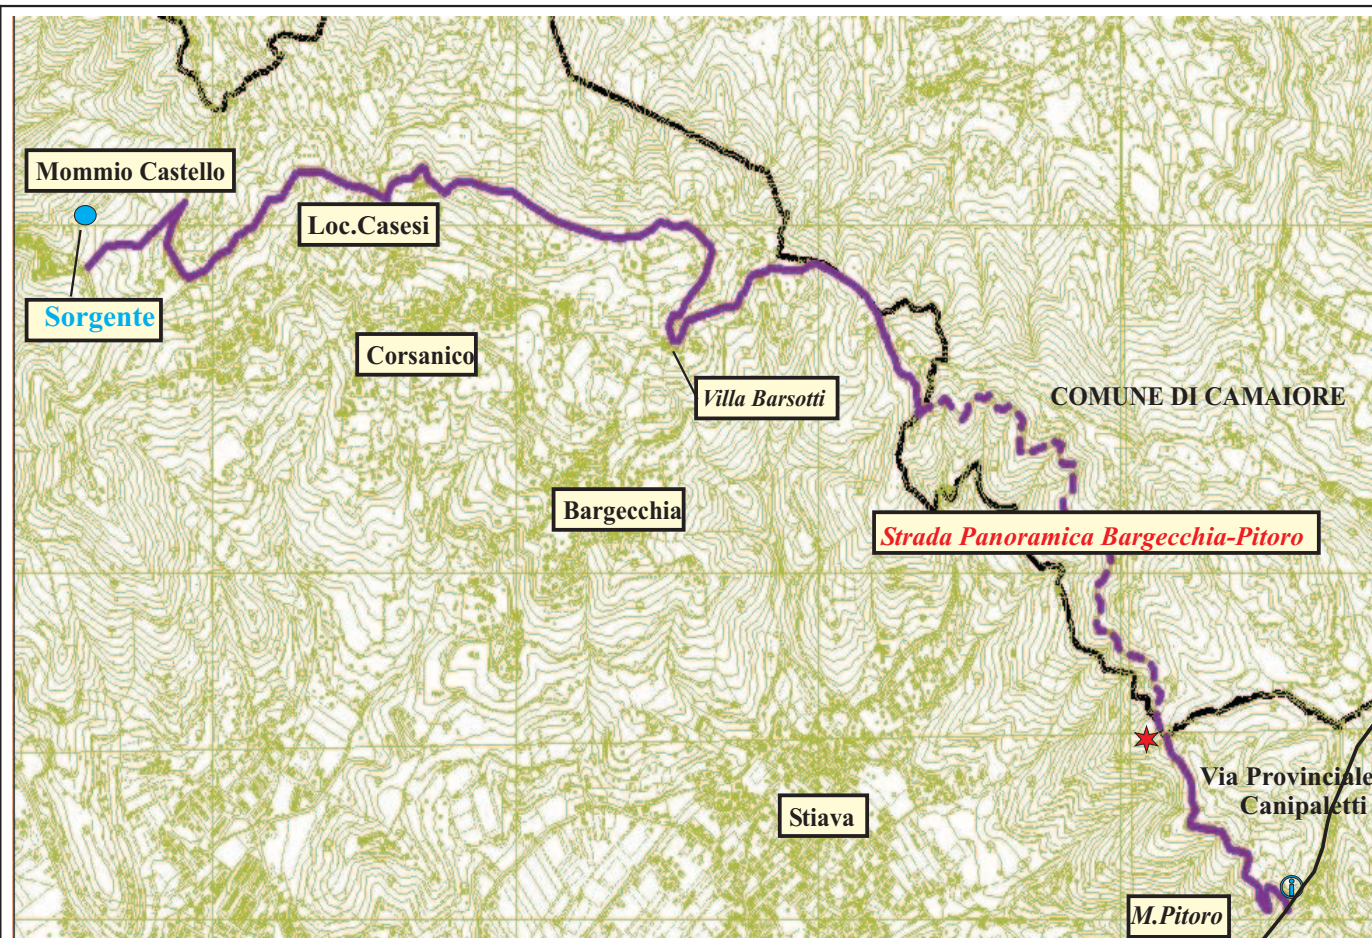 Mommio Castello
Loc.Casesi
Sorgente
Corsanico
Villa Barsotti
COMUNE DI CAMAIORE
Bargecchia
Strada Panoramica Bargecchia-Pitoro
Via Provinciale
Canipaletti
Stiava
M.Pitoro
i